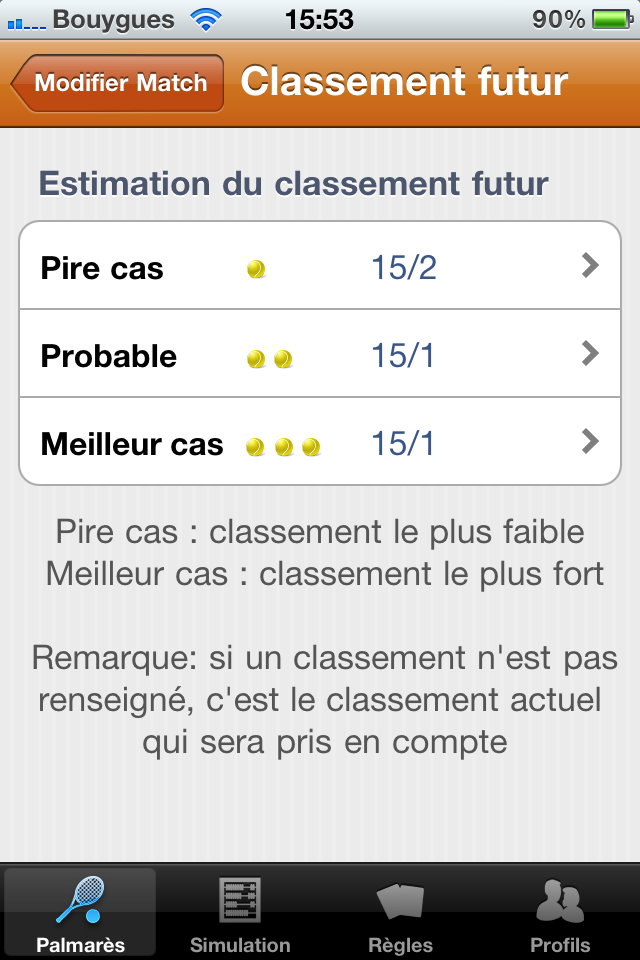 Bouygues 15:53 90%
Modifier Match Classement futur
Estimation du classement futur
Pire cas 15/2
Probable 15/1
Meilleur cas 15/1
Pire cas : classement le plus faible
Meilleur cas : classement le plus fort
Remarque: si un classement n'est pas
renseigné, c'est le classement actuel
qui sera pris en compte
Palmarès Simulation Règles Profils